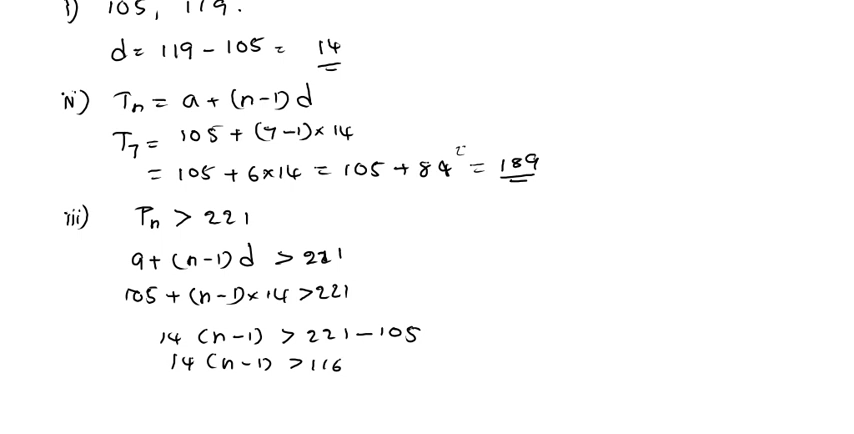 i) 105, 119.
d = 119 - 105 = 14
ii) Tn = a + (n-1) d
T7 = 105 + (7-1) × 14
= 105 + 6×14 = 105 + 84 = 189
iii) Tn > 221
a + (n-1) d > 221
105 + (n-1) × 14 > 221
14 (n-1) > 221 - 105
14 (n-1) > 116